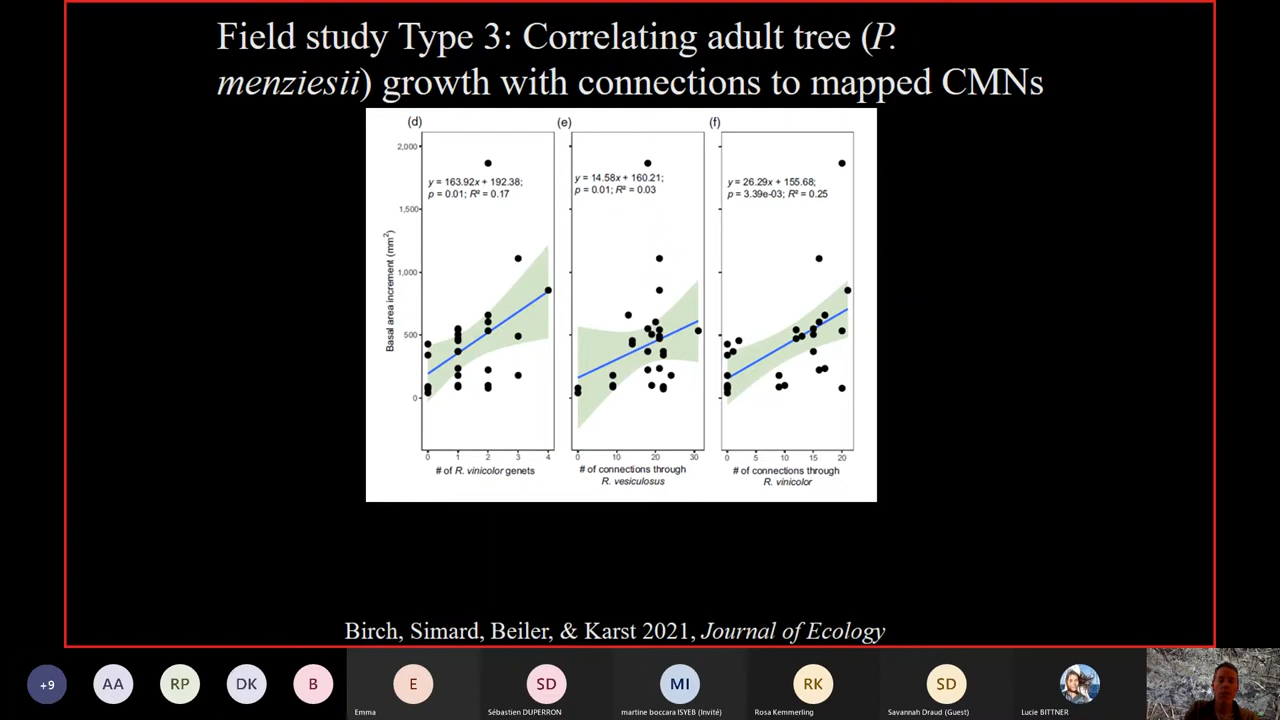 Field study Type 3: Correlating adult tree (P.
menziesii) growth with connections to mapped CMNs
(d)
(e)
(f)
2,000
1,500
1,000
500
0
Basal area increment (mm²)
y = 163.92x + 192.38;
p = 0.01; R² = 0.17
y = 14.58x + 160.21;
p = 0.01; R² = 0.03
y = 26.29x + 155.68;
p = 3.39e-03; R² = 0.25
0 1 2 3 4
# of R. vinicolor genets
0 10 20 30
# of connections through
R. vesiculosus
0 5 10 15 20
# of connections through
R. vinicolor
Birch, Simard, Beiler, & Karst 2021, Journal of Ecology
+9
AA
RP
DK
B
E
Emma
SD
Sébastien DUPERRON
MI
martine boccara ISYEB (Invité)
RK
Rosa Kemmerling
SD
Savannah Draud (Guest)
Lucie BITTNER